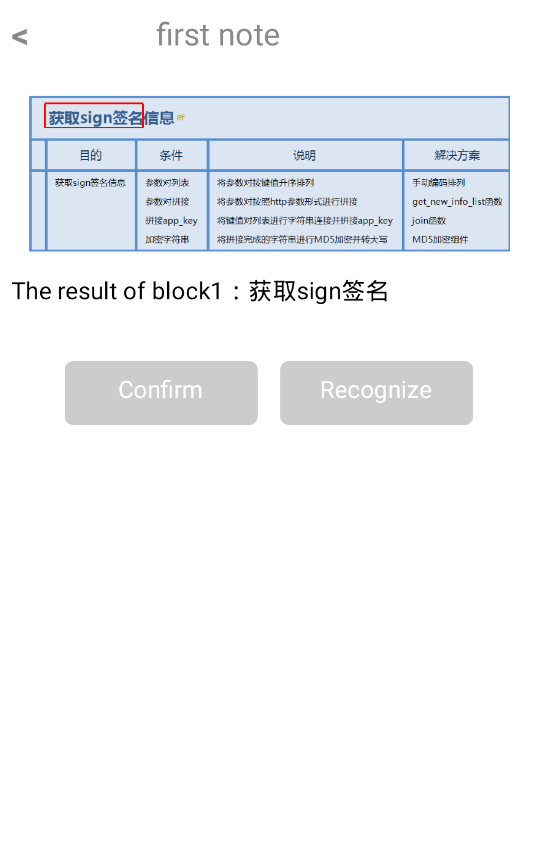 < first note
获取sign签名信息
目的 条件 说明 解决方案
获取sign签名信息 参数对列表 将参数对按键值升序排列 手动编码排列
参数对拼接 将参数对按照http参数形式进行拼接 get_new_info_list函数
拼接app_key 将键值对列表进行字符串连接并拼接app_key join函数
加密字符串 将拼接完成的字符串进行MD5加密并转大写 MD5加密组件
The result of block1：获取sign签名
Confirm Recognize